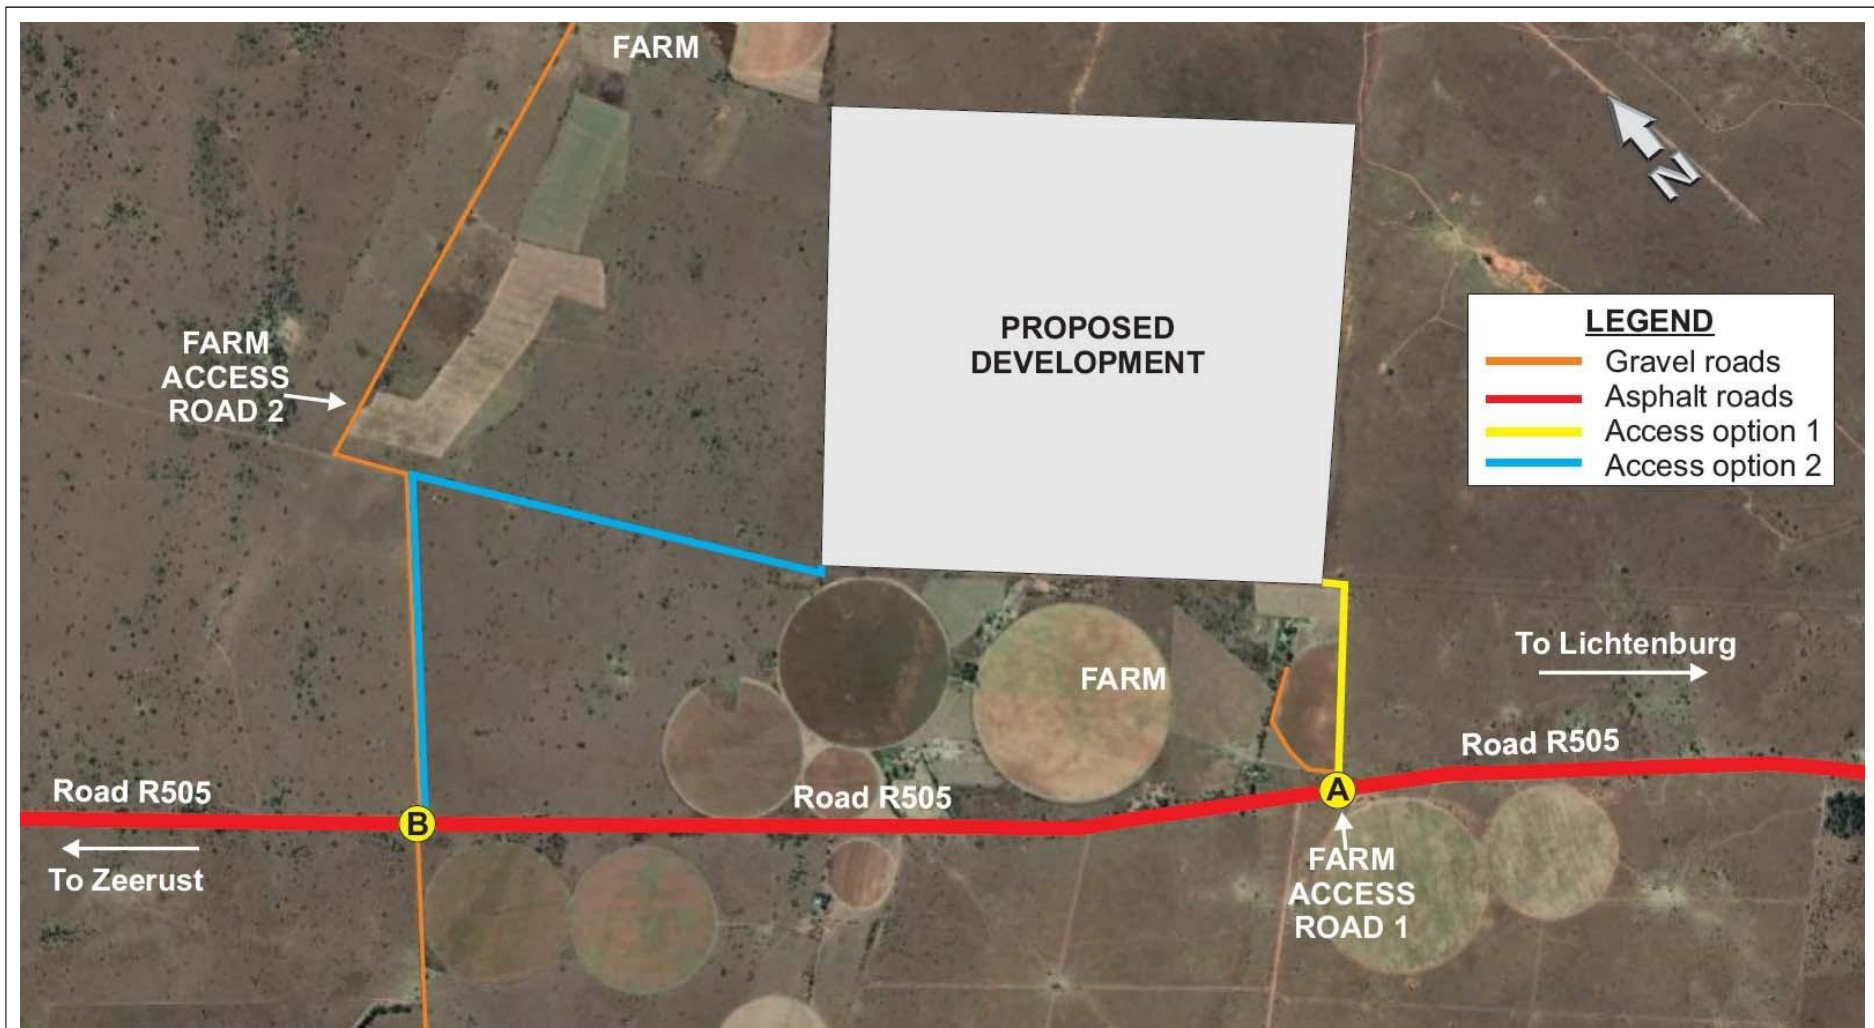 FARM
N
FARM
ACCESS
ROAD 2
PROPOSED
DEVELOPMENT
LEGEND
Gravel roads
Asphalt roads
Access option 1
Access option 2
To Lichtenburg
FARM
Road R505
Road R505
Road R505
A
B
To Zeerust
FARM
ACCESS
ROAD 1